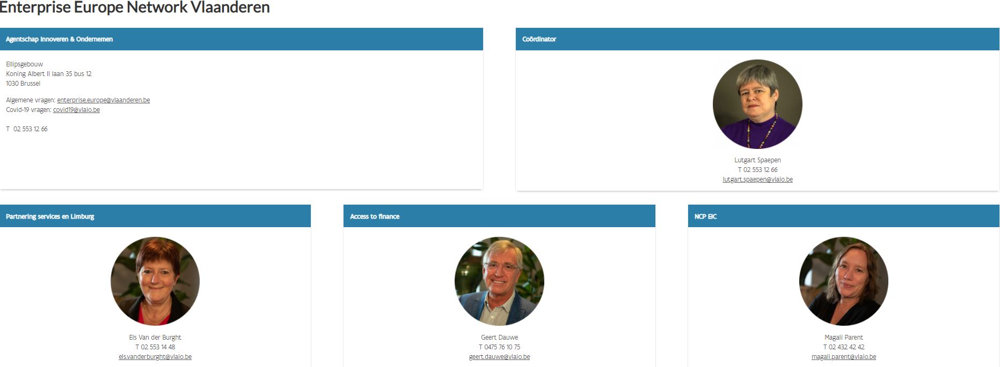 Enterprise Europe Network Vlaanderen
Agentschap Innoveren & Ondernemen
Ellipsgebouw
Koning Albert II laan 35 bus 12
1030 Brussel
Algemene vragen: enterprise.europe@vlaanderen.be
Covid-19 vragen: covid19@vlaio.be
T 02 553 12 66
Coördinator
Lutgart Spaepen
T 02 553 12 66
lutgart.spaepen@vlaio.be
Partnering services en Limburg
Els Van der Burght
T 02 553 14 48
els.vanderburght@vlaio.be
Access to finance
Geert Dauwe
T 0475 76 10 75
geert.dauwe@vlaio.be
NCP EIC
Magali Parent
T 02 432 42 42
magali.parent@vlaio.be